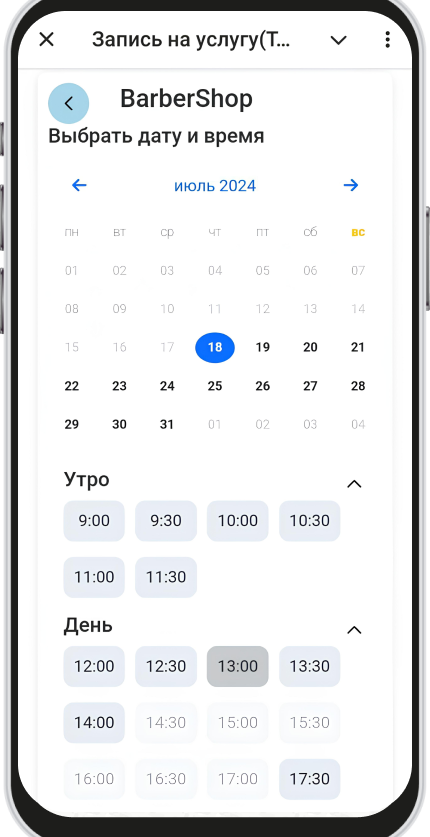 Запись на услугу(Т...
BarberShop
Выбрать дату и время
июль 2024
пн вт ср чт пт сб вс
01 02 03 04 05 06 07
08 09 10 11 12 13 14
15 16 17 18 19 20 21
22 23 24 25 26 27 28
29 30 31 01 02 03 04
Утро
9:00 9:30 10:00 10:30
11:00 11:30
День
12:00 12:30 13:00 13:30
14:00 14:30 15:00 15:30
16:00 16:30 17:00 17:30